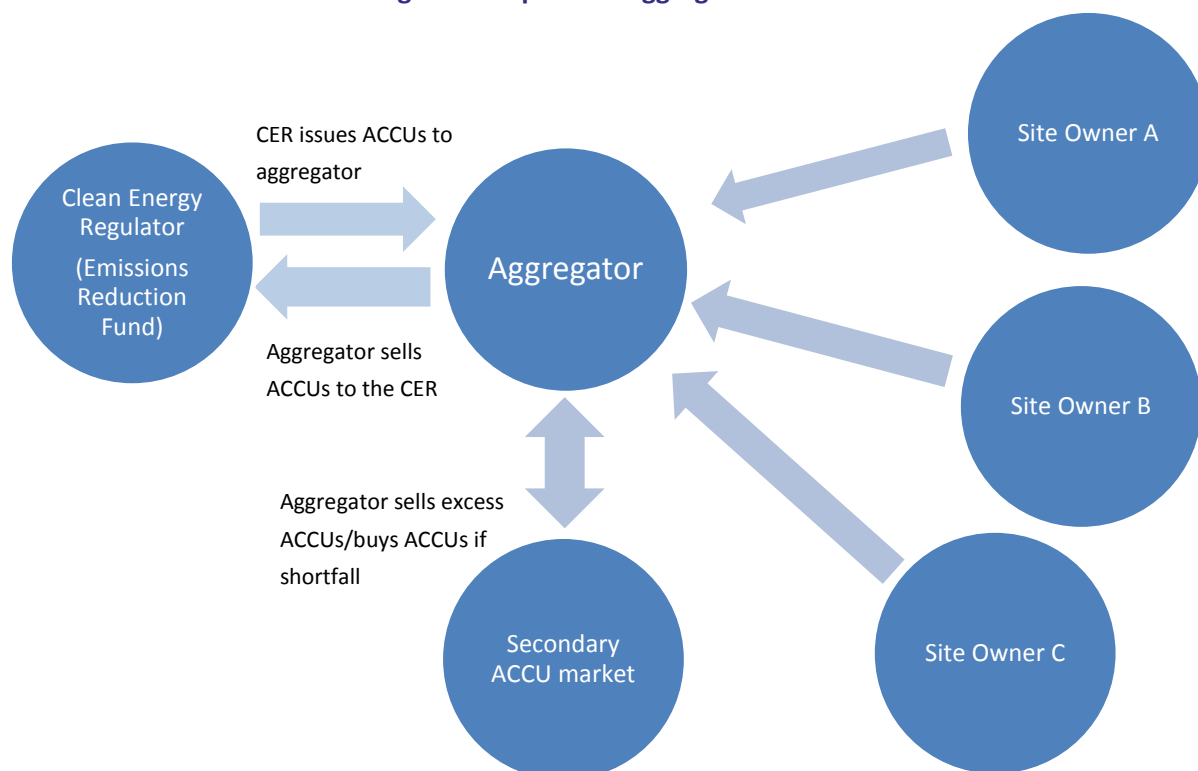 CER issues ACCUs to
aggregator
Site Owner A
Clean Energy
Regulator
(Emissions
Reduction
Fund)
Aggregator
Aggregator sells
ACCUs to the CER
Site Owner B
Aggregator sells excess
ACCUs/buys ACCUs if
shortfall
Secondary
ACCU market
Site Owner C